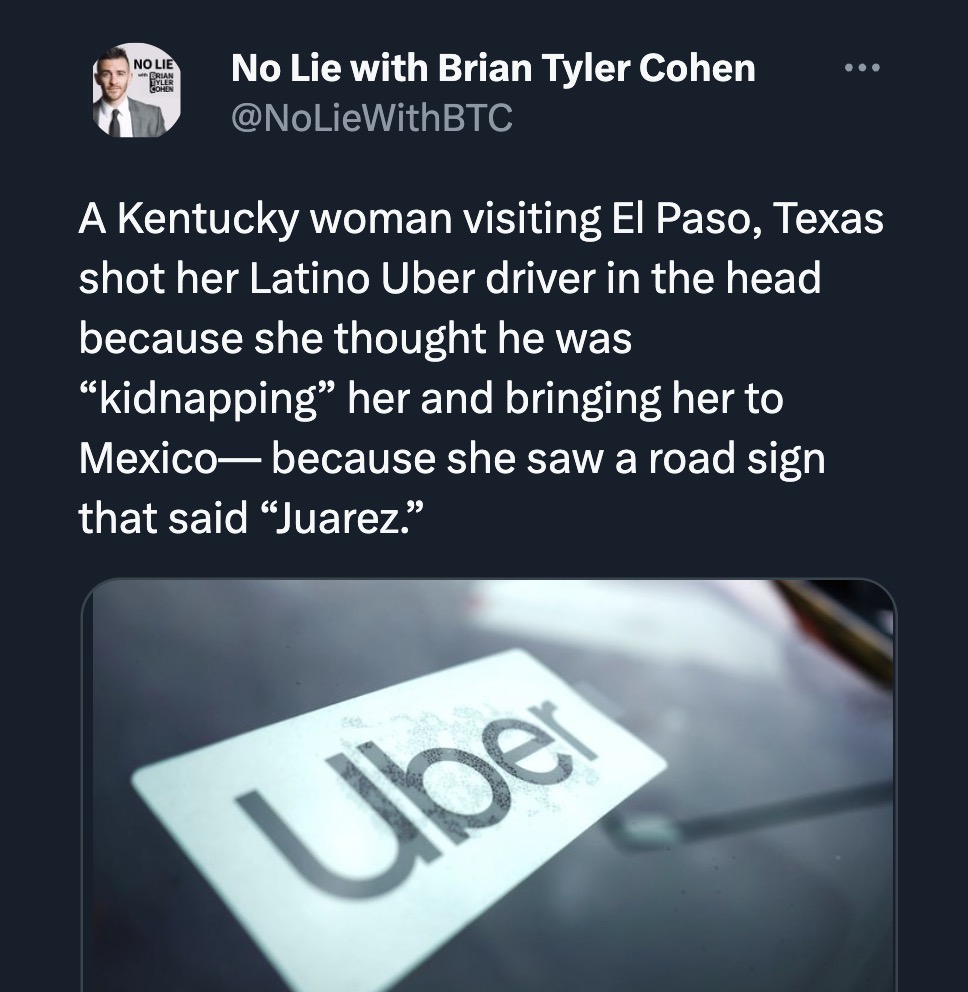 NO LIE
with BRIAN
TYLER
COHEN
No Lie with Brian Tyler Cohen
@NoLieWithBTC
A Kentucky woman visiting El Paso, Texas
shot her Latino Uber driver in the head
because she thought he was
“kidnapping” her and bringing her to
Mexico— because she saw a road sign
that said “Juarez.”
Uber